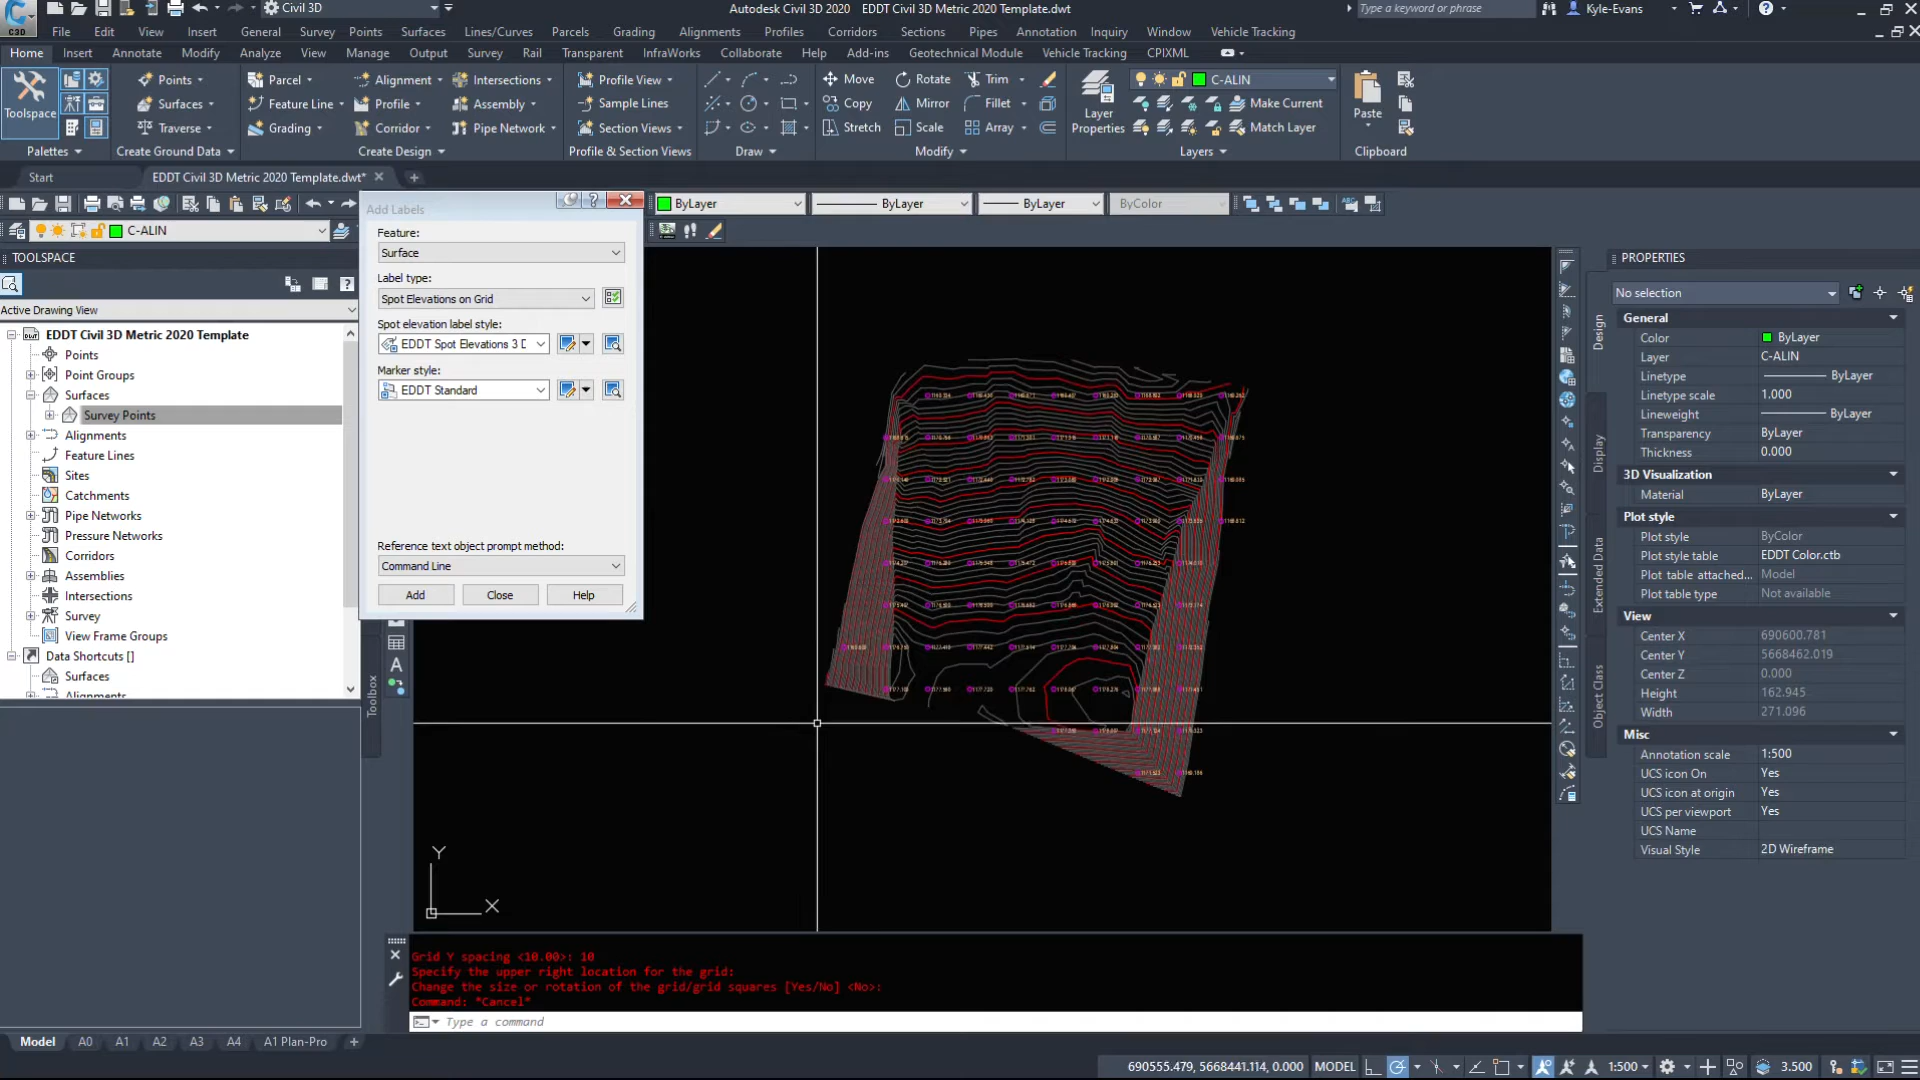 Civil 3D
Autodesk Civil 3D 2020 EDDT Civil 3D Metric 2020 Template.dwt
Type a keyword or phrase
Kyle-Evans
C3D
File Edit View Insert General Survey Points Surfaces Lines/Curves Parcels Grading Alignments Profiles Corridors Sections Pipes Annotation Inquiry Window Vehicle Tracking
Home Insert Annotate Modify Analyze View Manage Output Survey Rail Transparent InfraWorks Collaborate Help Add-ins Geotechnical Module Vehicle Tracking CPIXML
Points Parcel Alignment Intersections Profile View Move Rotate Trim C-ALIN
Toolspace Surfaces Feature Line Profile Assembly Sample Lines Copy Mirror Fillet Layer Properties Make Current Paste
Traverse Grading Corridor Pipe Network Section Views Stretch Scale Array Match Layer
Palettes Create Ground Data Create Design Profile & Section Views Draw Modify Layers Clipboard
Start EDDT Civil 3D Metric 2020 Template.dwt*
ByLayer ByLayer ByLayer ByColor
C-ALIN
TOOLSPACE
Active Drawing View
EDDT Civil 3D Metric 2020 Template
Points
Point Groups
Surfaces
Survey Points
Alignments
Feature Lines
Sites
Catchments
Pipe Networks
Pressure Networks
Corridors
Assemblies
Intersections
Survey
View Frame Groups
Data Shortcuts []
Surfaces
Alignments
Toolbox
Add Labels
Feature:
Surface
Label type:
Spot Elevations on Grid
Spot elevation label style:
EDDT Spot Elevations 3 D
Marker style:
EDDT Standard
Reference text object prompt method:
Command Line
Add Close Help
Y
X
Grid Y spacing <10.00>: 10
Specify the upper right location for the grid:
Change the size or rotation of the grid/grid squares [Yes/No] <No>:
Command: *Cancel*
Type a command
Design
Display
Extended Data
Object Class
PROPERTIES
No selection
General
Color ByLayer
Layer C-ALIN
Linetype ByLayer
Linetype scale 1.000
Lineweight ByLayer
Transparency ByLayer
Thickness 0.000
3D Visualization
Material ByLayer
Plot style
Plot style ByColor
Plot style table EDDT Color.ctb
Plot table attached... Model
Plot table type Not available
View
Center X 690600.781
Center Y 5668462.019
Center Z 0.000
Height 162.945
Width 271.096
Misc
Annotation scale 1:500
UCS icon On Yes
UCS icon at origin Yes
UCS per viewport Yes
UCS Name
Visual Style 2D Wireframe
Model A0 A1 A2 A3 A4 A1 Plan-Pro
690555.479, 5668441.114, 0.000 MODEL 1:500 3.500